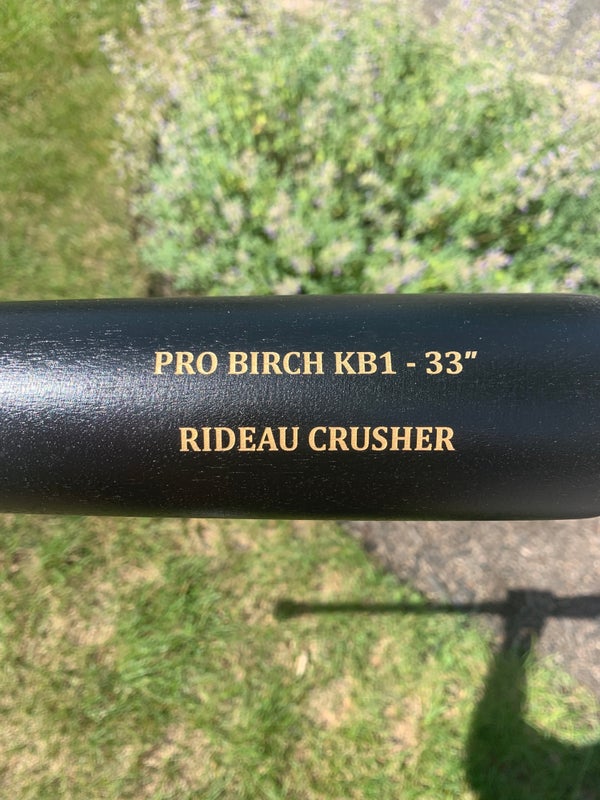 PRO BIRCH KB1 - 33"
RIDEAU CRUSHER